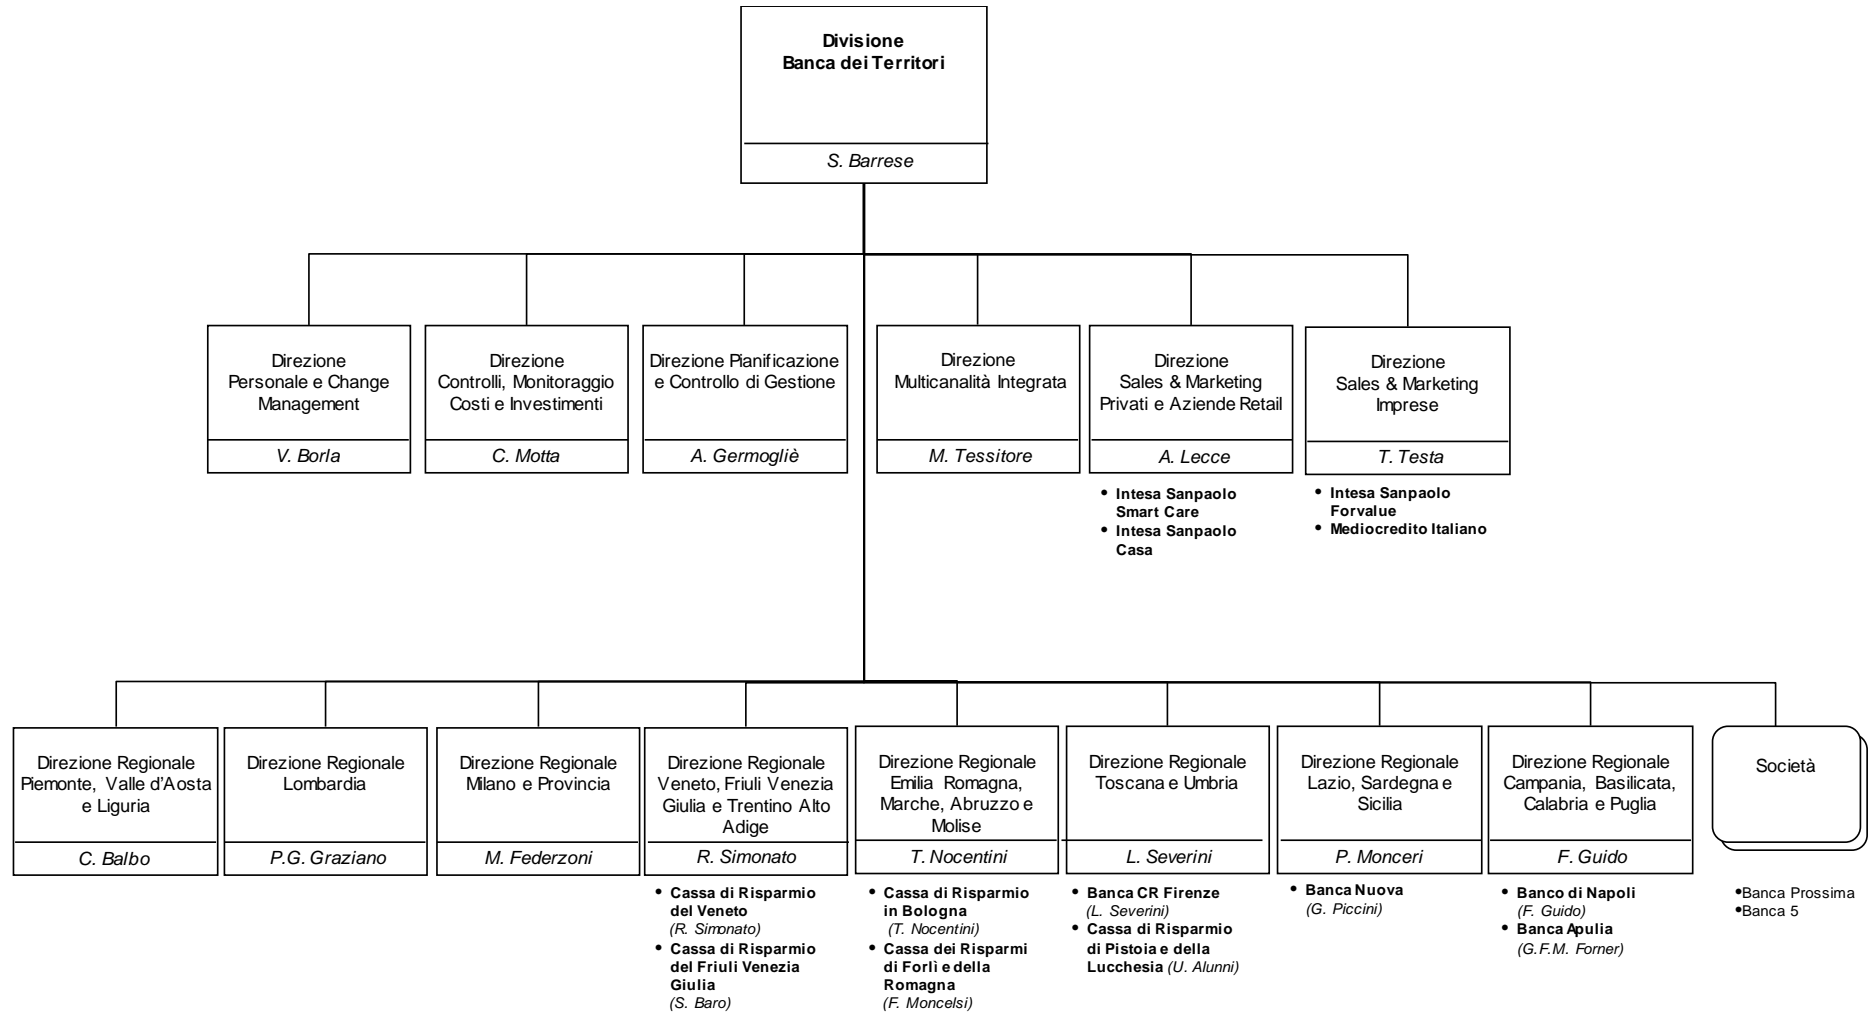 Divisione
Banca dei Territori
S. Barrese
Direzione
Personale e Change
Management
V. Borla
Direzione
Controlli, Monitoraggio
Costi e Investimenti
C. Motta
Direzione Pianificazione
e Controllo di Gestione
A. Germogliè
Direzione
Multicanalità Integrata
M. Tessitore
Direzione
Sales & Marketing
Privati e Aziende Retail
A. Lecce
• Intesa Sanpaolo
Smart Care
• Intesa Sanpaolo
Casa
Direzione
Sales & Marketing
Imprese
T. Testa
• Intesa Sanpaolo
Forvalue
• Mediocredito Italiano
Direzione Regionale
Piemonte, Valle d'Aosta
e Liguria
C. Balbo
Direzione Regionale
Lombardia
P.G. Graziano
Direzione Regionale
Milano e Provincia
M. Federzoni
Direzione Regionale
Veneto, Friuli Venezia
Giulia e Trentino Alto
Adige
R. Simonato
• Cassa di Risparmio
del Veneto
(R. Simonato)
• Cassa di Risparmio
del Friuli Venezia
Giulia
(S. Baro)
Direzione Regionale
Emilia Romagna,
Marche, Abruzzo e
Molise
T. Nocentini
• Cassa di Risparmio
in Bologna
(T. Nocentini)
• Cassa dei Risparmi
di Forlì e della
Romagna
(F. Moncelsi)
Direzione Regionale
Toscana e Umbria
L. Severini
• Banca CR Firenze
(L. Severini)
• Cassa di Risparmio
di Pistoia e della
Lucchesia (U. Alunni)
Direzione Regionale
Lazio, Sardegna e
Sicilia
P. Monceri
• Banca Nuova
(G. Piccini)
Direzione Regionale
Campania, Basilicata,
Calabria e Puglia
F. Guido
• Banco di Napoli
(F. Guido)
• Banca Apulia
(G.F.M. Forner)
Società
•Banca Prossima
•Banca 5